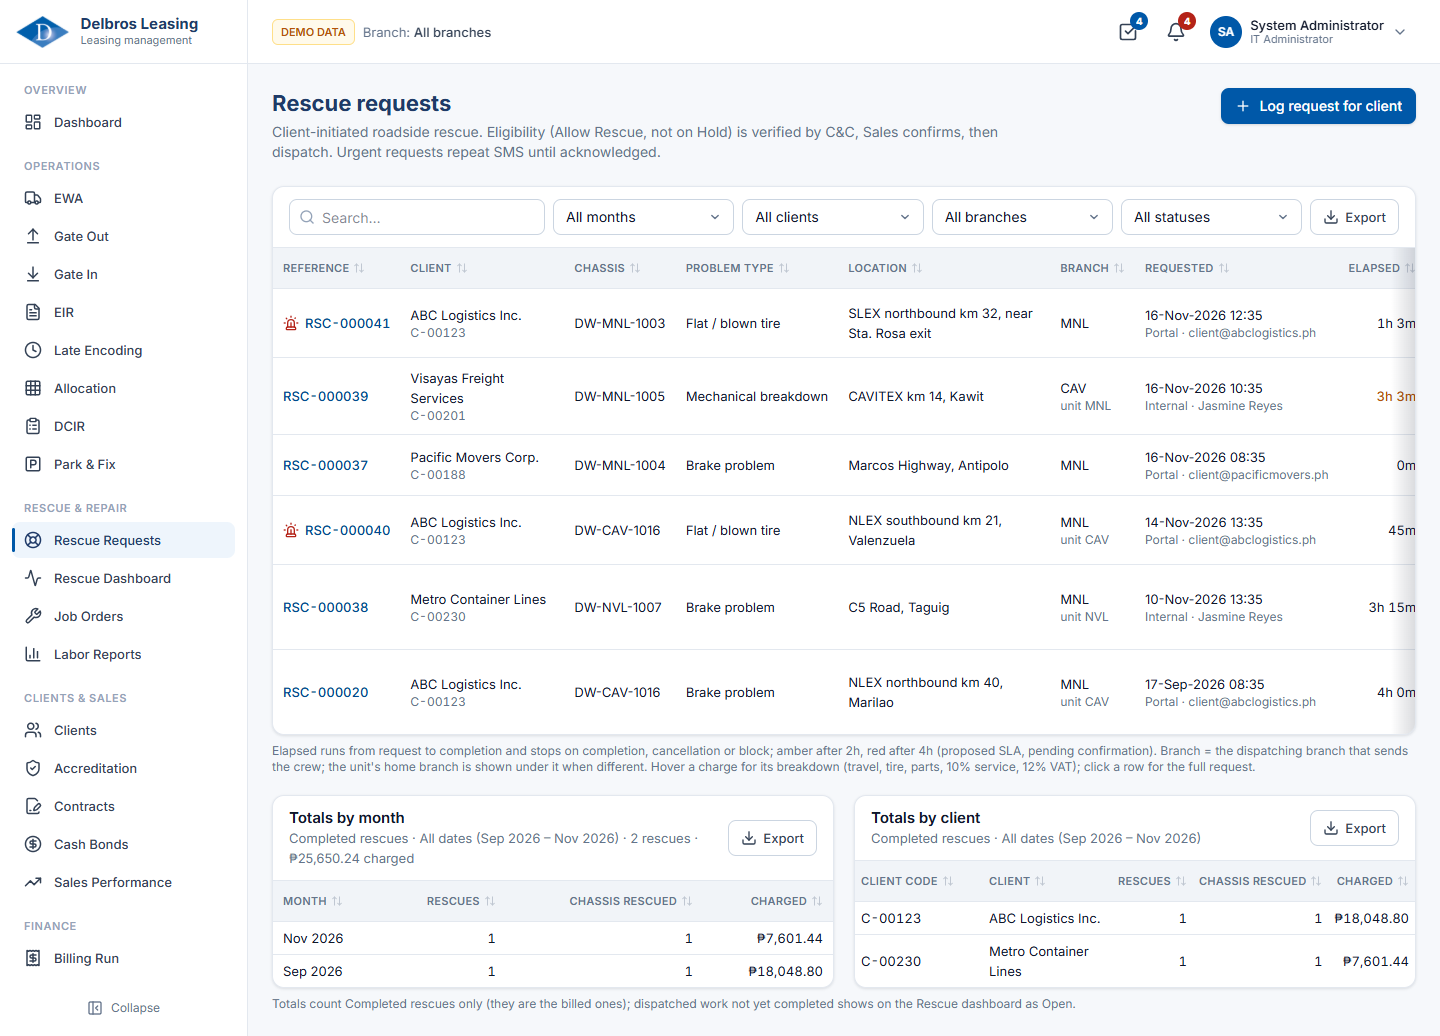 Delbros Leasing
Leasing management
DEMO DATA
Branch: All branches
4
4
SA
System Administrator
IT Administrator
OVERVIEW
Dashboard
OPERATIONS
EWA
Gate Out
Gate In
EIR
Late Encoding
Allocation
DCIR
Park & Fix
RESCUE & REPAIR
Rescue Requests
Rescue Dashboard
Job Orders
Labor Reports
CLIENTS & SALES
Clients
Accreditation
Contracts
Cash Bonds
Sales Performance
FINANCE
Billing Run
Collapse
Rescue requests
Client-initiated roadside rescue. Eligibility (Allow Rescue, not on Hold) is verified by C&C, Sales confirms, then
dispatch. Urgent requests repeat SMS until acknowledged.
Log request for client
Search...
All months
All clients
All branches
All statuses
Export
REFERENCE CLIENT CHASSIS PROBLEM TYPE LOCATION BRANCH REQUESTED ELAPSED
RSC-000041 ABC Logistics Inc. DW-MNL-1003 Flat / blown tire SLEX northbound km 32, near MNL 16-Nov-2026 12:35 1h 3m
C-00123 Sta. Rosa exit Portal · client@abclogistics.ph
RSC-000039 Visayas Freight DW-MNL-1005 Mechanical breakdown CAVITEX km 14, Kawit CAV 16-Nov-2026 10:35 3h 3m
Services unit MNL Internal · Jasmine Reyes
C-00201
RSC-000037 Pacific Movers Corp. DW-MNL-1004 Brake problem Marcos Highway, Antipolo MNL 16-Nov-2026 08:35 0m
C-00188 Portal · client@pacificmovers.ph
RSC-000040 ABC Logistics Inc. DW-CAV-1016 Flat / blown tire NLEX southbound km 21, MNL 14-Nov-2026 13:35 45m
C-00123 Valenzuela unit CAV Portal · client@abclogistics.ph
RSC-000038 Metro Container Lines DW-NVL-1007 Brake problem C5 Road, Taguig MNL 10-Nov-2026 13:35 3h 15m
C-00230 unit NVL Internal · Jasmine Reyes
RSC-000020 ABC Logistics Inc. DW-CAV-1016 Brake problem NLEX northbound km 40, MNL 17-Sep-2026 08:35 4h 0m
C-00123 Marilao unit CAV Portal · client@abclogistics.ph
Elapsed runs from request to completion and stops on completion, cancellation or block; amber after 2h, red after 4h (proposed SLA, pending confirmation). Branch = the dispatching branch that sends
the crew; the unit's home branch is shown under it when different. Hover a charge for its breakdown (travel, tire, parts, 10% service, 12% VAT); click a row for the full request.
Totals by month
Completed rescues · All dates (Sep 2026 – Nov 2026) · 2 rescues ·
₱25,650.24 charged
Export
MONTH RESCUES CHASSIS RESCUED CHARGED
Nov 2026 1 1 ₱7,601.44
Sep 2026 1 1 ₱18,048.80
Totals by client
Completed rescues · All dates (Sep 2026 – Nov 2026)
Export
CLIENT CODE CLIENT RESCUES CHASSIS RESCUED CHARGED
C-00123 ABC Logistics Inc. 1 1 ₱18,048.80
C-00230 Metro Container 1 1 ₱7,601.44
Lines
Totals count Completed rescues only (they are the billed ones); dispatched work not yet completed shows on the Rescue dashboard as Open.